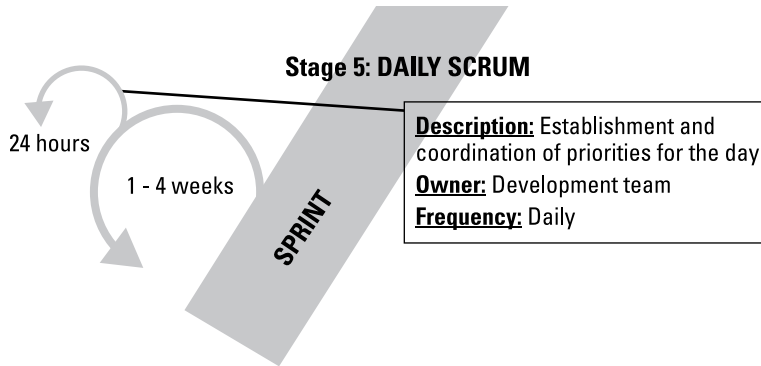 Stage 5: DAILY SCRUM
24 hours
1 - 4 weeks
SPRINT
Description: Establishment and
coordination of priorities for the day
Owner: Development team
Frequency: Daily